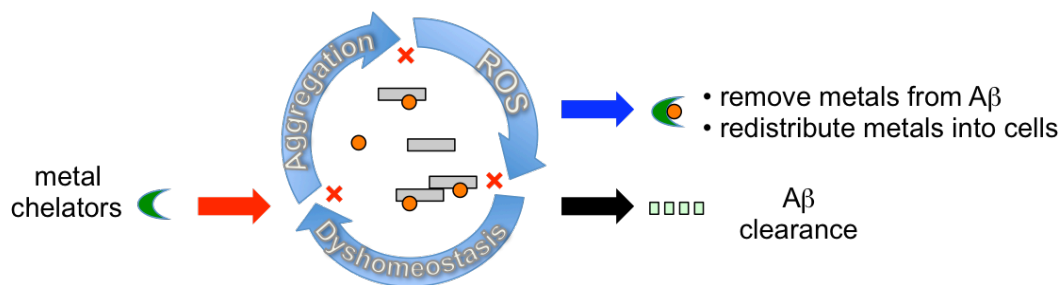 metal
chelators
Aggregation
ROS
Dyshomeostasis
• remove metals from Aβ
• redistribute metals into cells
Aβ
clearance